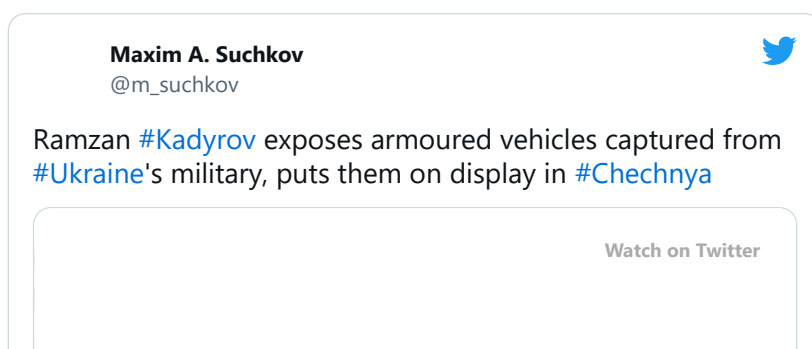 Maxim A. Suchkov
@m_suchkov
Ramzan #Kadyrov exposes armoured vehicles captured from
#Ukraine's military, puts them on display in #Chechnya
Watch on Twitter